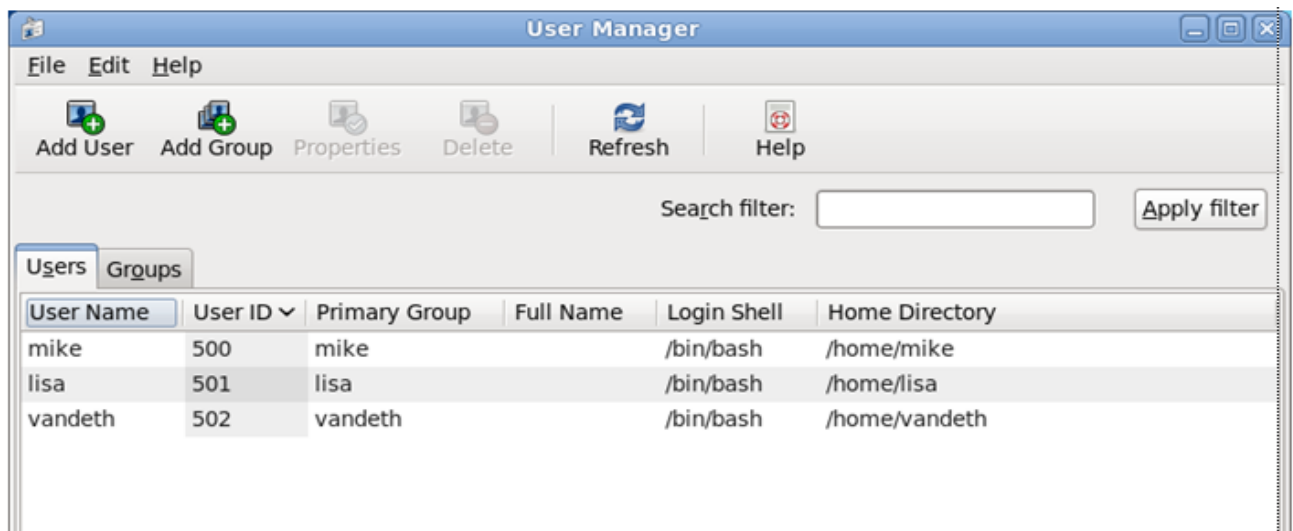 User Manager
File Edit Help
Add User Add Group Properties Delete Refresh Help
Search filter: Apply filter
Users Groups
User Name User ID Primary Group Full Name Login Shell Home Directory
mike 500 mike /bin/bash /home/mike
lisa 501 lisa /bin/bash /home/lisa
vandeth 502 vandeth /bin/bash /home/vandeth